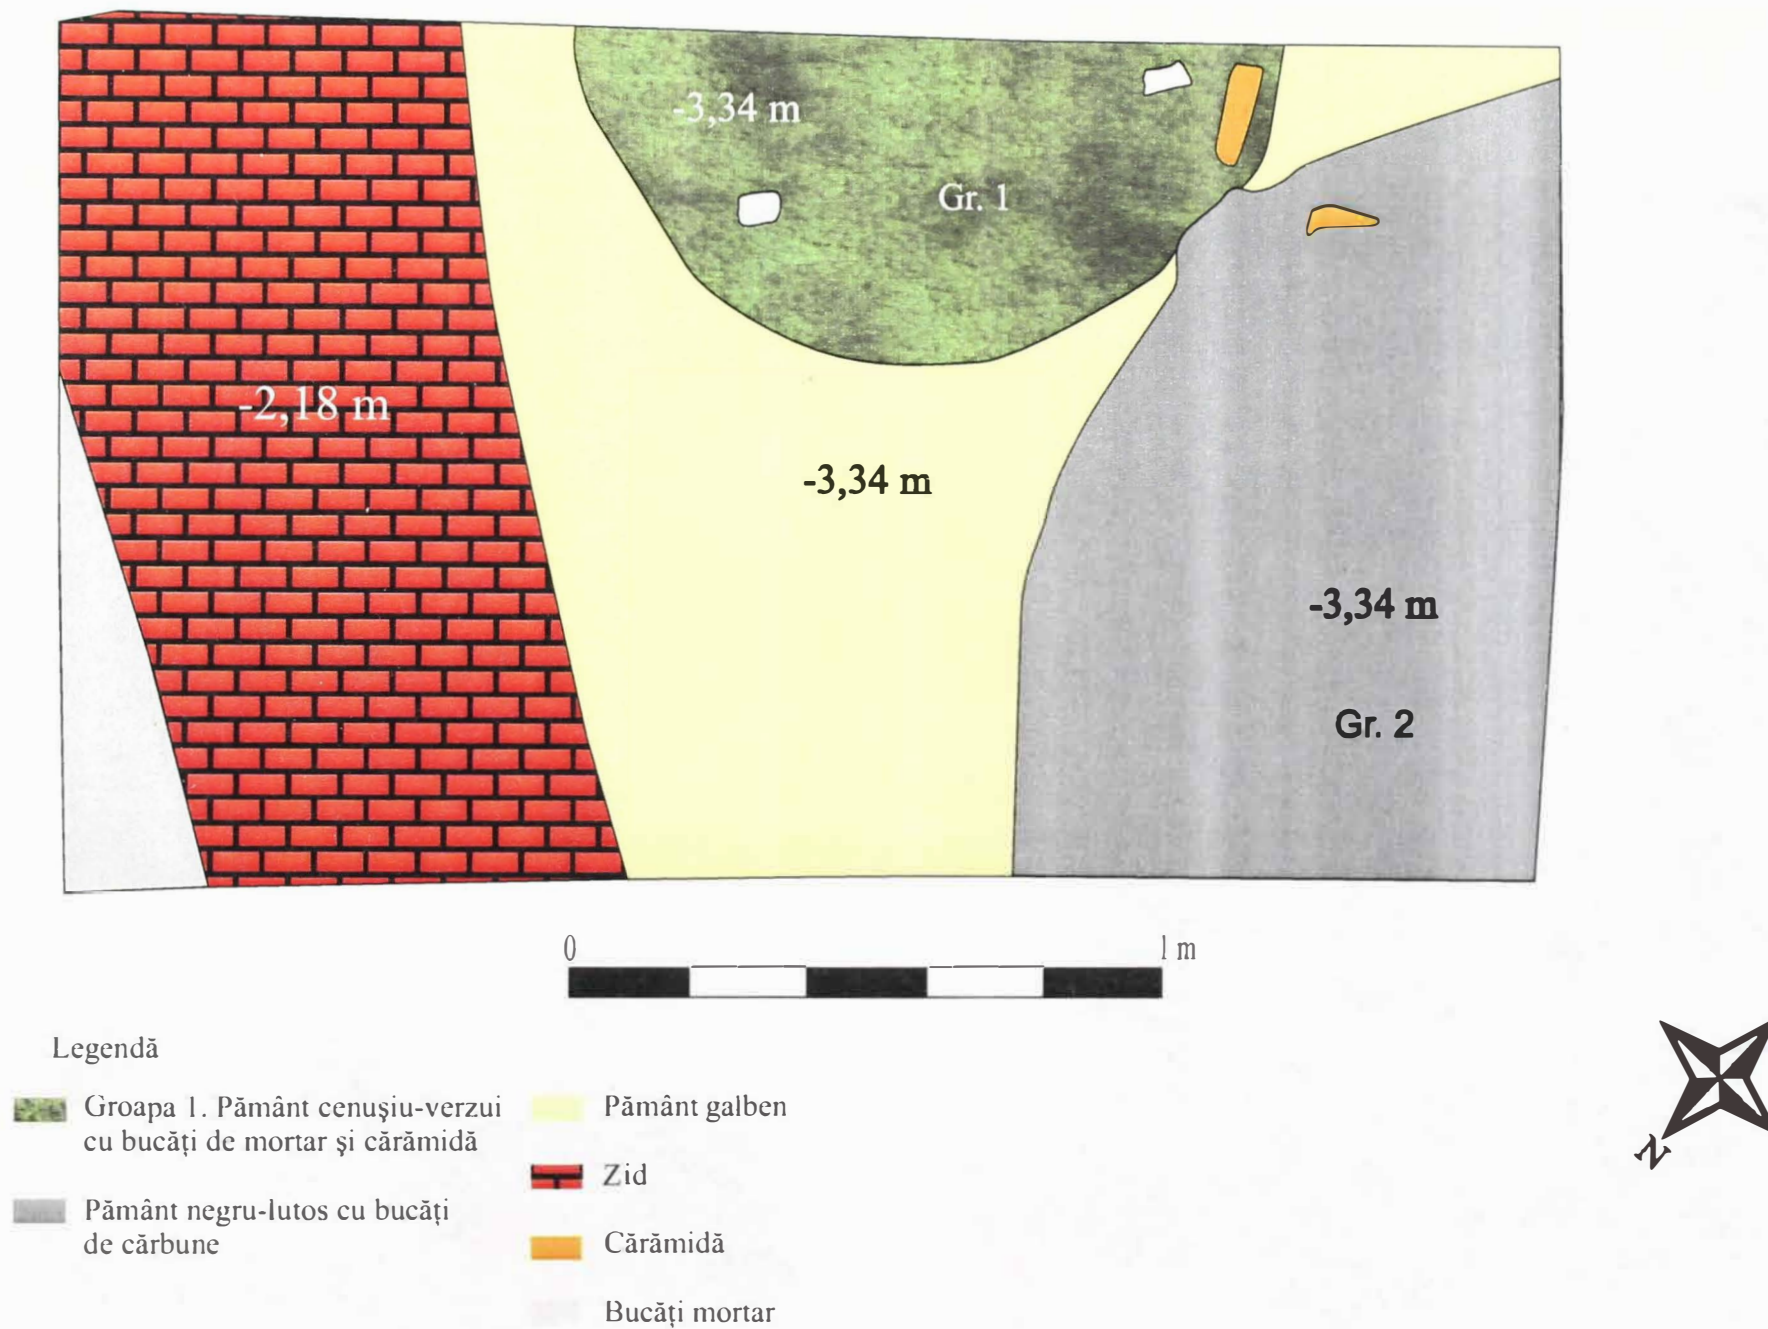 -3,34 m
Gr. 1
-2,18 m
-3,34 m
-3,34 m
Gr. 2
0
1 m
Legendă
Groapa 1. Pământ cenuşiu-verzui
cu bucăţi de mortar şi cărămidă
Pământ negru-lutos cu bucăţi
de cărbune
Pământ galben
Zid
Cărămidă
Bucăţi mortar
N